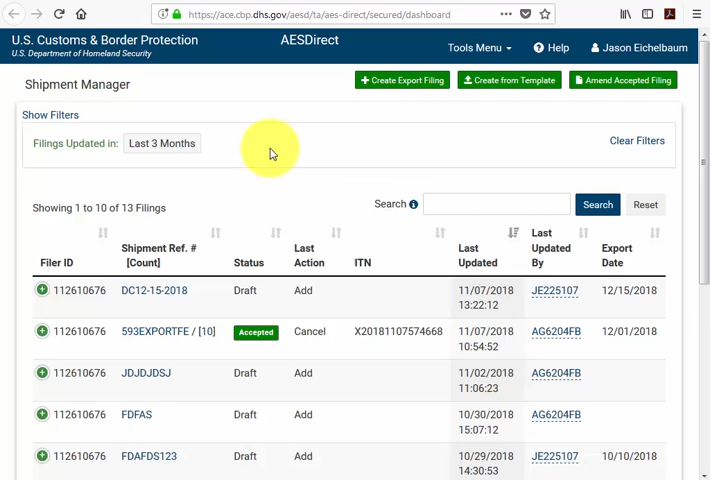 https://ace.cbp.dhs.gov/aesd/ta/aes-direct/secured/dashboard
U.S. Customs & Border Protection
U.S. Department of Homeland Security
AESDirect
Tools Menu
Help
Jason Eichelbaum
Shipment Manager
Create Export Filing
Create from Template
Amend Accepted Filing
Show Filters
Filings Updated in: Last 3 Months
Clear Filters
Showing 1 to 10 of 13 Filings
Search
Search
Reset
Filer ID
Shipment Ref. #
[Count]
Status
Last
Action
ITN
Last
Updated
Last
Updated
By
Export
Date
112610676 DC12-15-2018 Draft Add 11/07/2018 JE225107 12/15/2018
13:22:12
112610676 593EXPORTFE / [10] Accepted Cancel X20181107574668 11/07/2018 AG6204FB 12/01/2018
10:54:52
112610676 JDJDJDSJ Draft Add 11/02/2018 AG6204FB
11:06:23
112610676 FDFAS Draft Add 10/30/2018 AG6204FB
15:07:12
112610676 FDAFDS123 Draft Add 10/29/2018 JE225107 10/10/2018
14:30:53